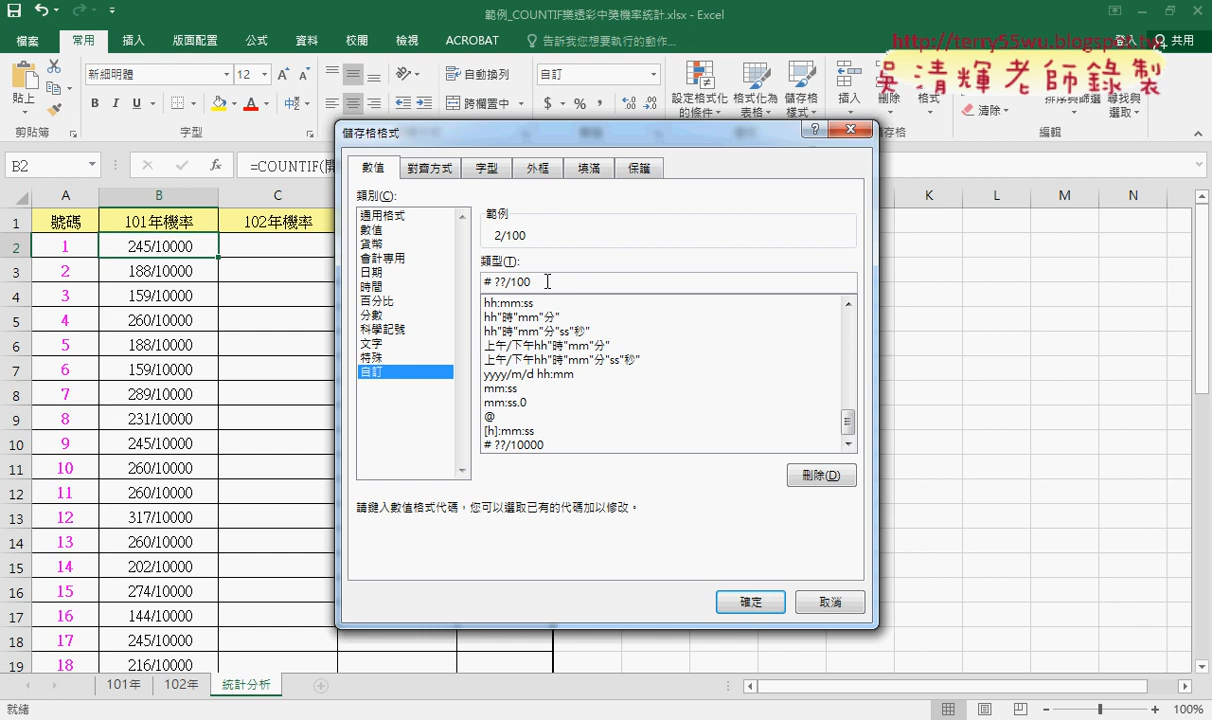 範例_COUNTIF樂透彩中獎機率統計.xlsx - Excel
檔案 常用 插入 版面配置 公式 資料 校閱 檢視 ACROBAT 告訴我您想要執行的動作... 登入 共用
http://terry55wu.blogspot.tw
吳清輝老師錄製
新細明體 12 自動換列 自訂
貼上 B I U 跨欄置中 $ % 設定格式化的條件 格式化為表格 儲存格樣式 插入 刪除 格式 清除 排序與篩選 尋找與選取
剪貼簿 字型 編輯
B2 =COUNTIF(開
儲存格格式
數值 對齊方式 字型 外框 填滿 保護
類別(C):
通用格式
數值
貨幣
會計專用
日期
時間
百分比
分數
科學記號
文字
特殊
自訂
範例
2/100
類型(T):
# ??/100
hh:mm:ss
hh"時"mm"分"
hh"時"mm"分"ss"秒"
上午/下午hh"時"mm"分"
上午/下午hh"時"mm"分"ss"秒"
yyyy/m/d hh:mm
mm:ss
mm:ss.0
@
[h]:mm:ss
# ??/10000
刪除(D)
請鍵入數值格式代碼，您可以選取已有的代碼加以修改。
確定 取消
A B C K L M N
1 號碼 101年機率 102年機率
2 1 245/10000
3 2 188/10000
4 3 159/10000
5 4 260/10000
6 5 188/10000
7 6 159/10000
8 7 289/10000
9 8 231/10000
10 9 245/10000
11 10 260/10000
12 11 260/10000
13 12 317/10000
14 13 260/10000
15 14 202/10000
16 15 274/10000
17 16 144/10000
18 17 245/10000
19 18 216/10000
101年 102年 統計分析
就緒 100%